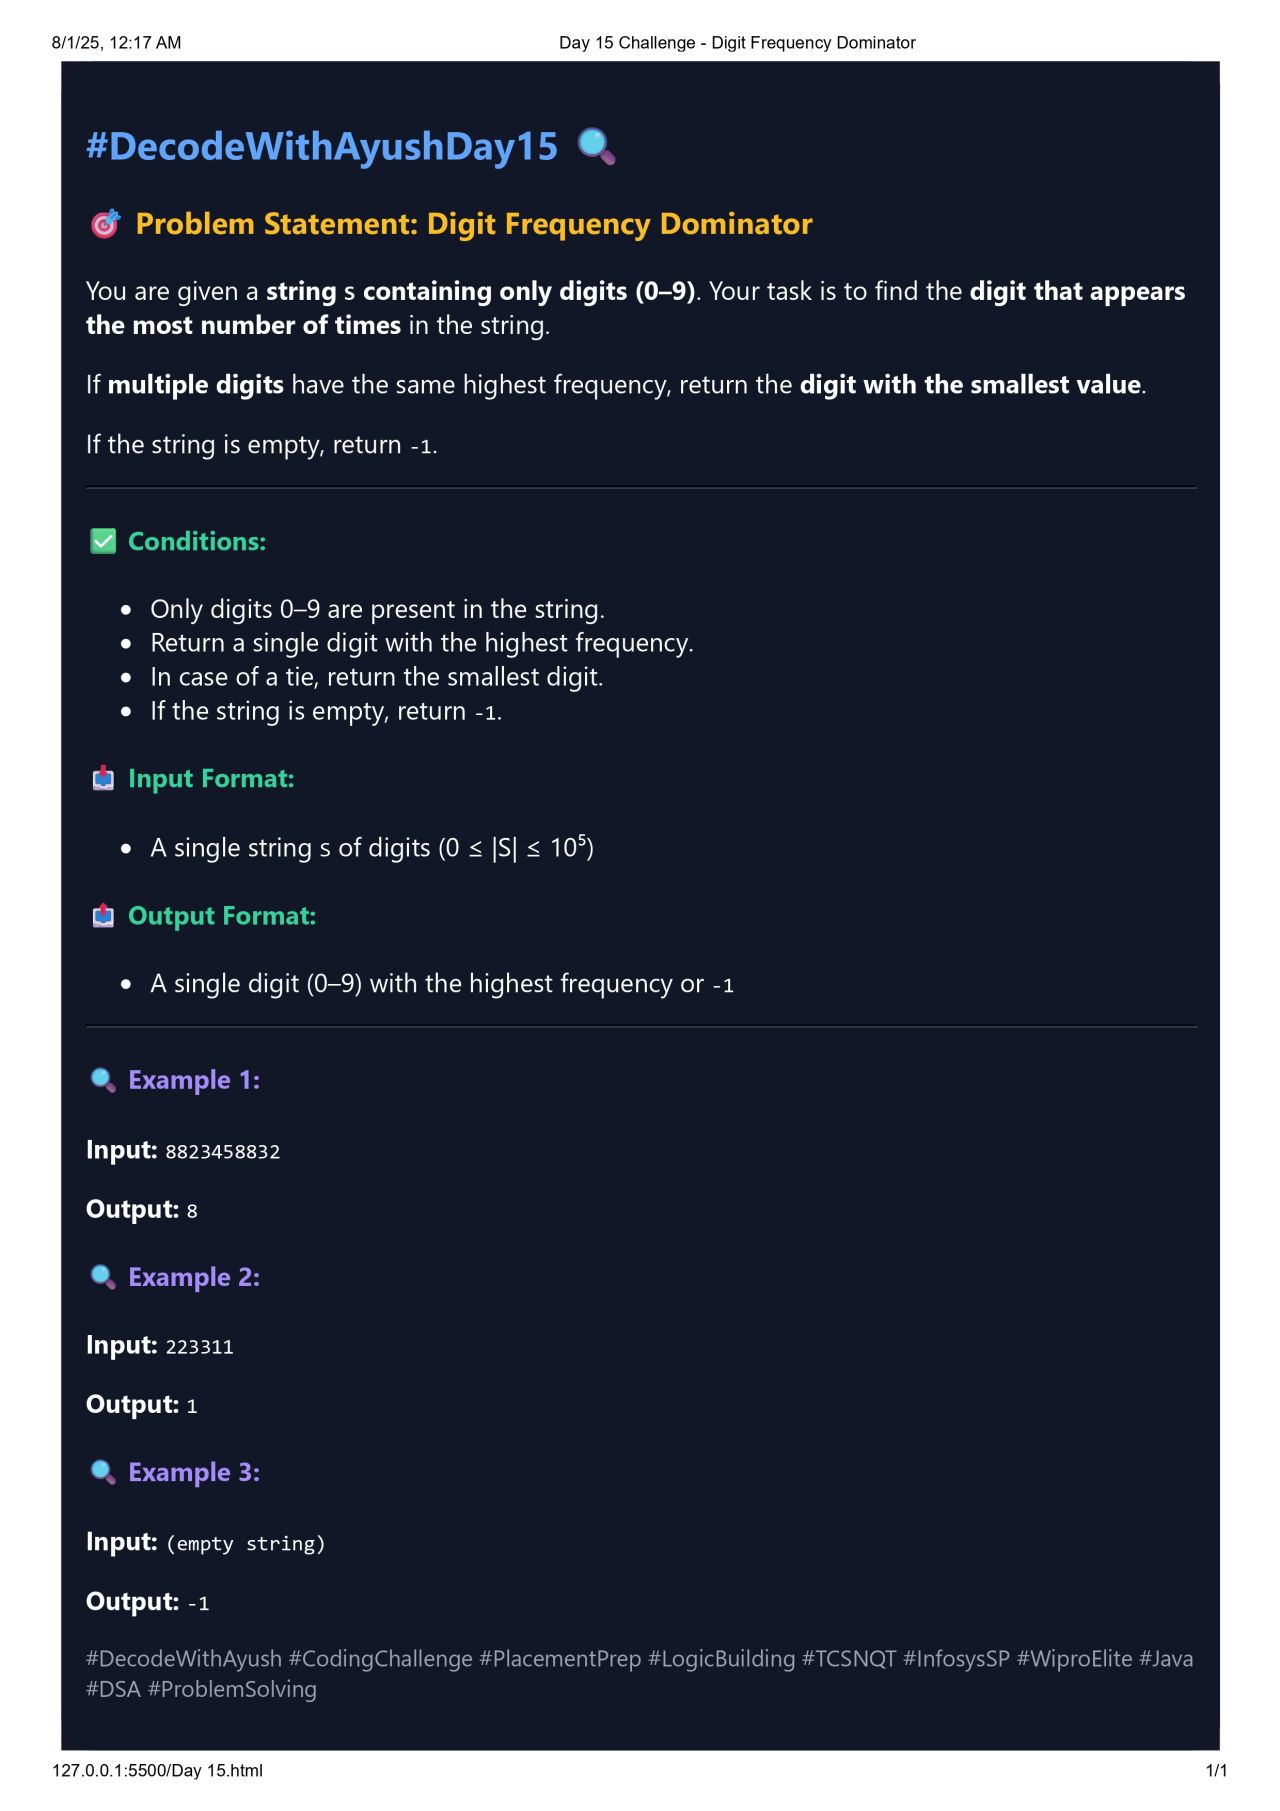 8/1/25, 12:17 AM Day 15 Challenge - Digit Frequency Dominator
#DecodeWithAyushDay15 🔍
🎯 Problem Statement: Digit Frequency Dominator
You are given a string s containing only digits (0–9). Your task is to find the digit that appears
the most number of times in the string.
If multiple digits have the same highest frequency, return the digit with the smallest value.
If the string is empty, return -1.
✅ Conditions:
• Only digits 0–9 are present in the string.
• Return a single digit with the highest frequency.
• In case of a tie, return the smallest digit.
• If the string is empty, return -1.
📥 Input Format:
• A single string s of digits (0 ≤ |S| ≤ 10⁵)
📤 Output Format:
• A single digit (0–9) with the highest frequency or -1
🔍 Example 1:
Input: 8823458832
Output: 8
🔍 Example 2:
Input: 223311
Output: 1
🔍 Example 3:
Input: (empty string)
Output: -1
#DecodeWithAyush #CodingChallenge #PlacementPrep #LogicBuilding #TCSNQT #InfosysSP #WiproElite #Java
#DSA #ProblemSolving
127.0.0.1:5500/Day 15.html 1/1